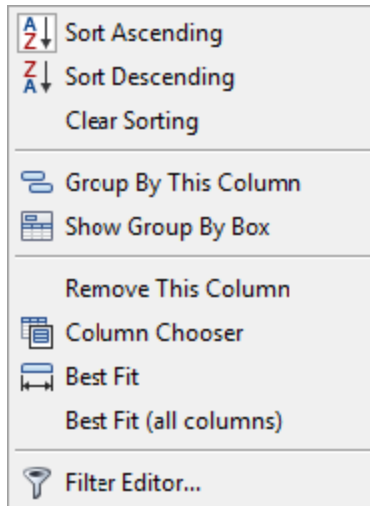 Sort Ascending
Sort Descending
Clear Sorting
Group By This Column
Show Group By Box
Remove This Column
Column Chooser
Best Fit
Best Fit (all columns)
Filter Editor...